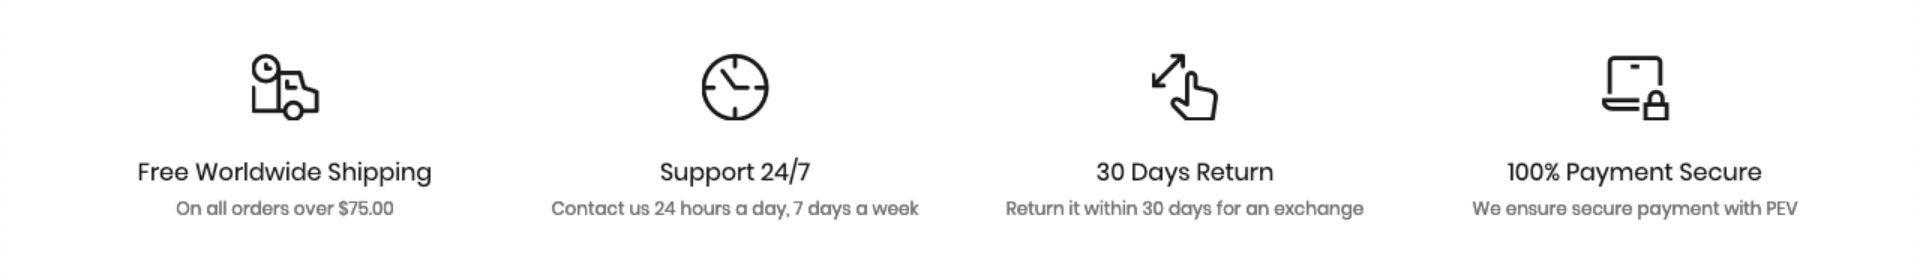 Free Worldwide Shipping
On all orders over $75.00
Support 24/7
Contact us 24 hours a day, 7 days a week
30 Days Return
Return it within 30 days for an exchange
100% Payment Secure
We ensure secure payment with PEV